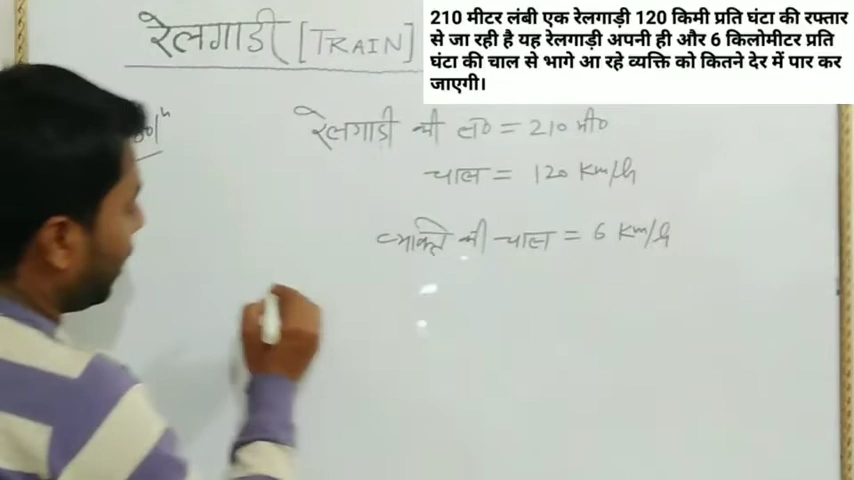 210 मीटर लंबी एक रेलगाड़ी 120 किमी प्रति घंटा की रफ्तार
से जा रही है यह रेलगाड़ी अपनी ही और 6 किलोमीटर प्रति
घंटा की चाल से भागे आ रहे व्यक्ति को कितने देर में पार कर
जाएगी।
रेलगाड़ी [TRAIN]
रेलगाड़ी की ल० = 210 मी०
चाल = 120 Km/h
व्यक्ति की चाल = 6 Km/h